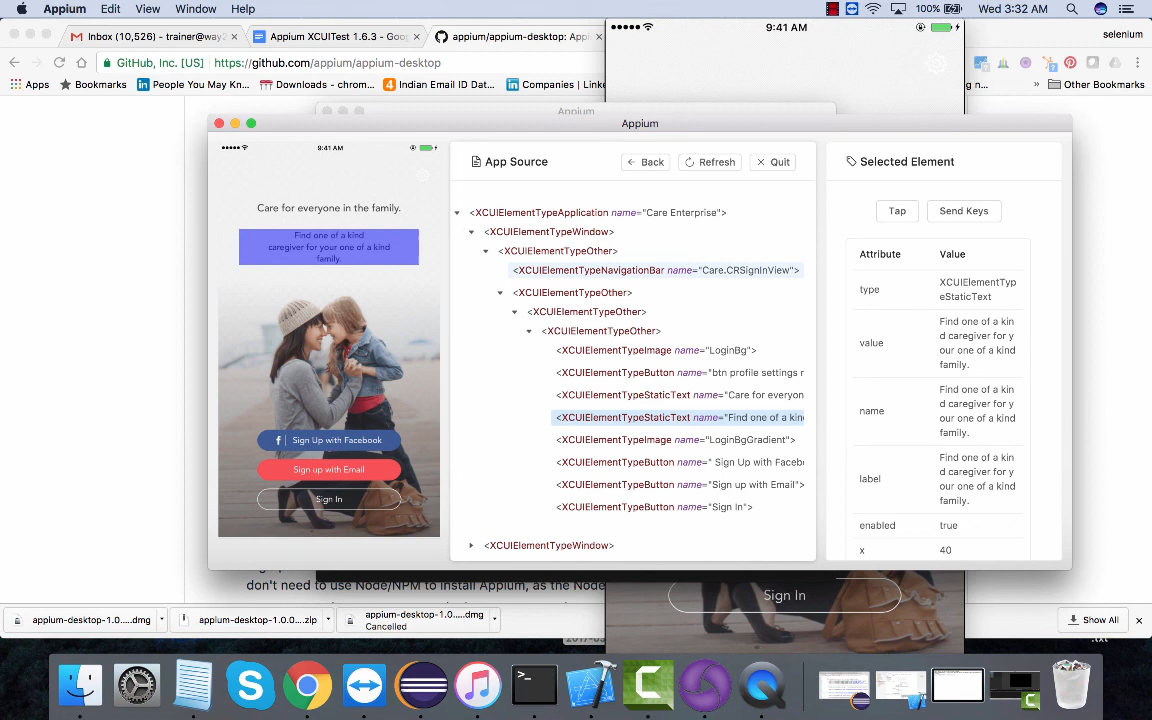 Appium Edit View Window Help 100% Wed 3:32 AM
Inbox (10,526) - trainer@way2 Appium XCUITest 1.6.3 - Goo appium/appium-desktop: App 9:41 AM selenium
GitHub, Inc. [US] https://github.com/appium/appium-desktop
Apps Bookmarks People You May Kn... Downloads - chrom... Indian Email ID Dat... Companies | Linke Other Bookmarks
Appium
Appium
9:41 AM
Care for everyone in the family.
Find one of a kind
caregiver for your one of a kind
family.
Sign Up with Facebook
Sign up with Email
Sign In
App Source Back Refresh Quit
<XCUIElementTypeApplication name="Care Enterprise">
<XCUIElementTypeWindow>
<XCUIElementTypeOther>
<XCUIElementTypeNavigationBar name="Care.CRSignInView">
<XCUIElementTypeOther>
<XCUIElementTypeOther>
<XCUIElementTypeOther>
<XCUIElementTypeImage name="LoginBg">
<XCUIElementTypeButton name="btn profile settings
<XCUIElementTypeStaticText name="Care for everyon
<XCUIElementTypeStaticText name="Find one of a kin
<XCUIElementTypeImage name="LoginBgGradient">
<XCUIElementTypeButton name=" Sign Up with Faceb
<XCUIElementTypeButton name="Sign up with Email">
<XCUIElementTypeButton name="Sign In">
<XCUIElementTypeWindow>
Selected Element
Tap Send Keys
Attribute Value
type XCUIElementTyp
eStaticText
value Find one of a kin
d caregiver for y
our one of a kind
family.
name Find one of a kin
d caregiver for y
our one of a kind
family.
label Find one of a kin
d caregiver for y
our one of a kind
family.
enabled true
x 40
don't need to use Node/NPM to install Appium, as the Node
Sign In
appium-desktop-1.0.....dmg appium-desktop-1.0.0....zip appium-desktop-1.0.....dmg
Cancelled
Show All
.txt